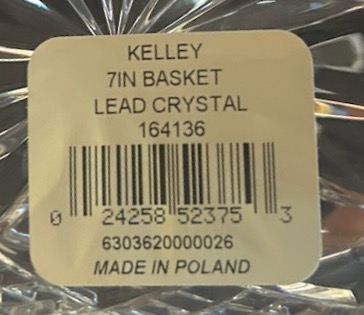 KELLEY
7IN BASKET
LEAD CRYSTAL
164136
0 24258 52375 3
6303620000026
MADE IN POLAND